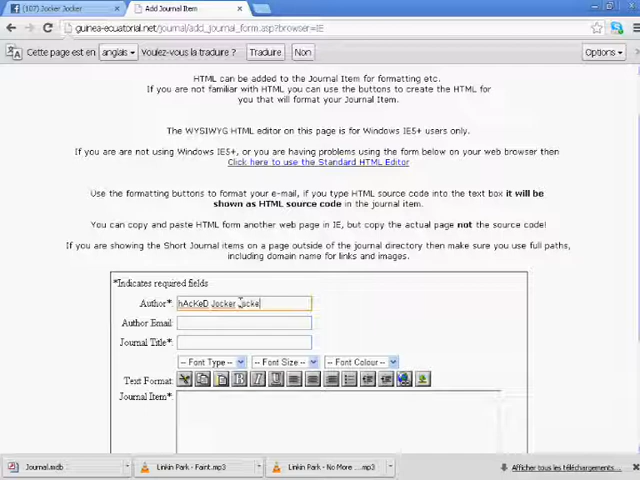 (107) Jocker Jocker
Add Journal Item
guinea-ecuatorial.net/journal/add_journal_form.asp?browser=IE
Cette page est en anglais Voulez-vous la traduire ? Traduire Non Options
HTML can be added to the Journal Item for formatting etc.
If you are not familiar with HTML you can use the buttons to create the HTML for
you that will format your Journal Item.
The WYSIWYG HTML editor on this page is for Windows IE5+ users only.
If you are are not using Windows IE5+, or you are having problems using the form below on your web browser then
Click here to use the Standard HTML Editor
Use the formatting buttons to format your e-mail, if you type HTML source code into the text box it will be
shown as HTML source code in the journal item.
You can copy and paste HTML form another web page in IE, but copy the actual page not the source code!
If you are showing the Short Journal items on a page outside of the journal directory then make sure you use full paths,
including domain name for links and images.
*Indicates required fields
Author* hAcKeD Jocker Jocke
Author Email
Journal Title*
-- Font Type -- -- Font Size -- -- Font Colour --
Text Format B I U
Journal Item*
Journal.mdb Linkin Park - Faint.mp3 Linkin Park - No More ....mp3 Afficher tous les téléchargements...